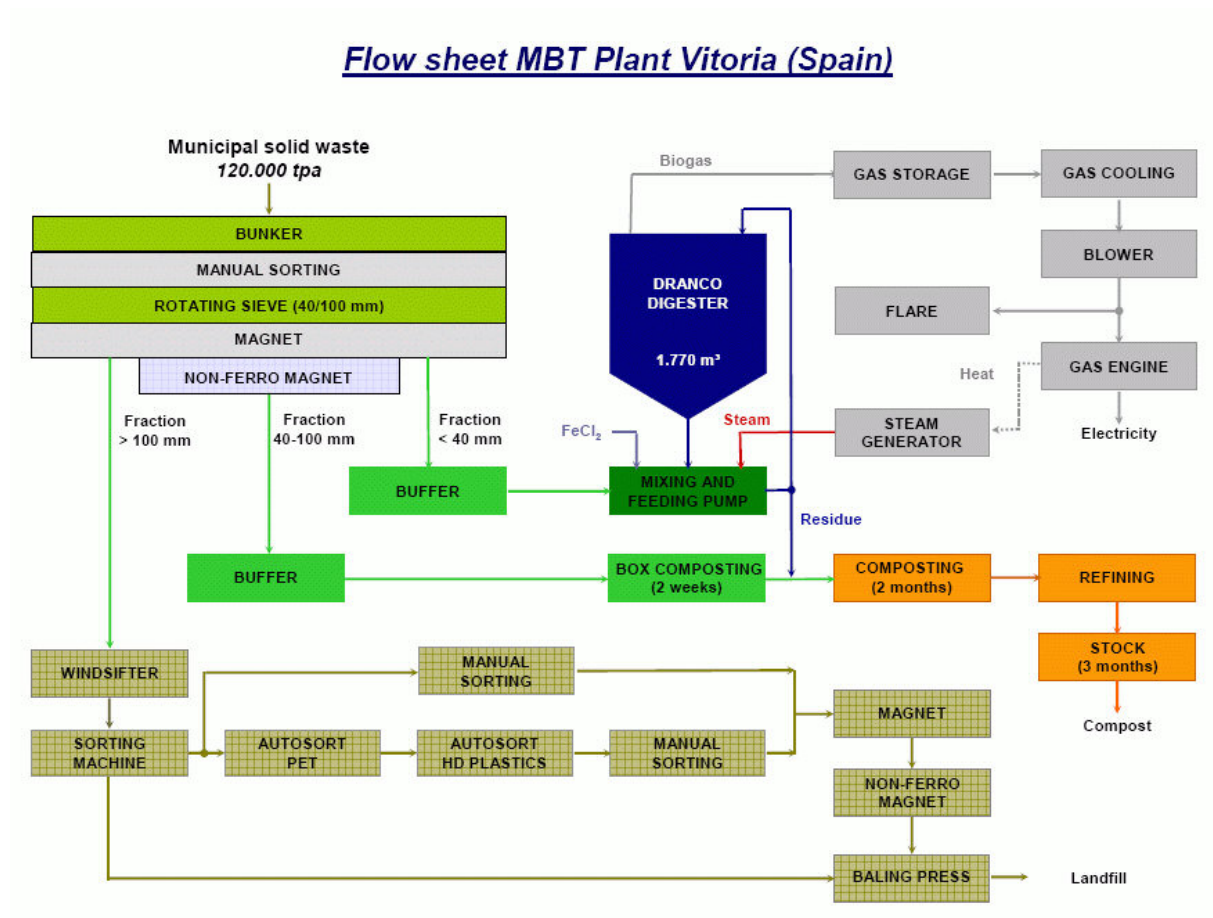 Flow sheet MBT Plant Vitoria (Spain)
Municipal solid waste
120.000 tpa
BUNKER
MANUAL SORTING
ROTATING SIEVE (40/100 mm)
MAGNET
NON-FERRO MAGNET
Fraction
> 100 mm
Fraction
40-100 mm
Fraction
< 40 mm
BUFFER
BUFFER
Biogas
DRANCO
DIGESTER
1.770 m³
FeCl₂
Steam
MIXING AND
FEEDING PUMP
Residue
GAS STORAGE
GAS COOLING
BLOWER
FLARE
GAS ENGINE
Heat
STEAM
GENERATOR
Electricity
BOX COMPOSTING
(2 weeks)
COMPOSTING
(2 months)
REFINING
STOCK
(3 months)
Compost
WINDSIFTER
MANUAL
SORTING
SORTING
MACHINE
AUTOSORT
PET
AUTOSORT
HD PLASTICS
MANUAL
SORTING
MAGNET
NON-FERRO
MAGNET
BALING PRESS
Landfill